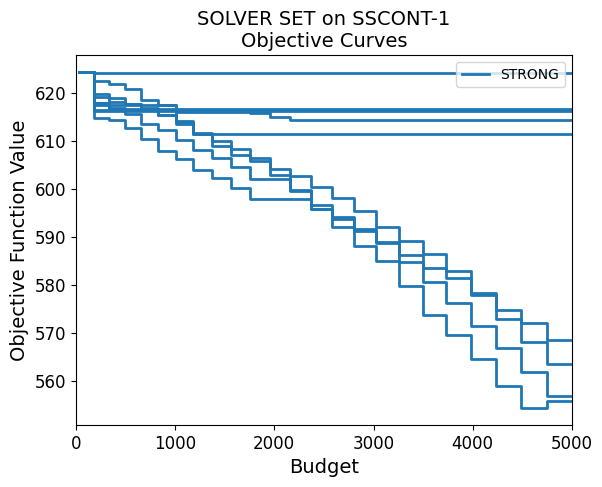 SOLVER SET on SSCONT-1
Objective Curves
STRONG
Objective Function Value
620
610
600
590
580
570
560
0
1000
2000
3000
4000
5000
Budget